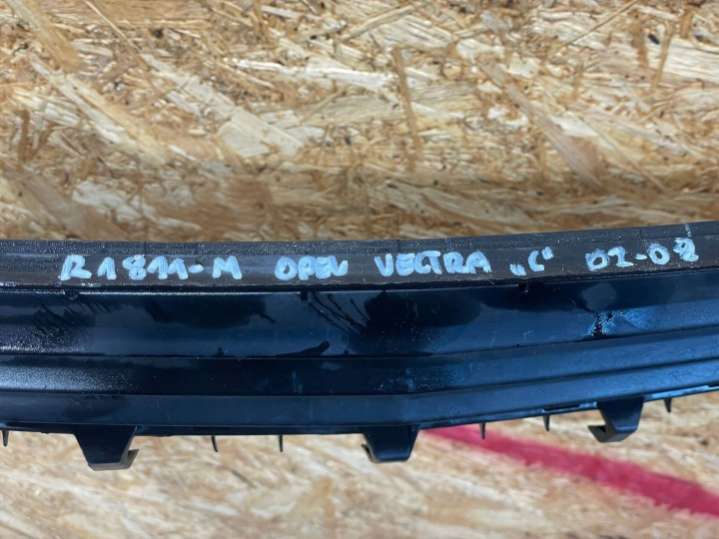 R1811-M OPEL VECTRA „C" 02-08